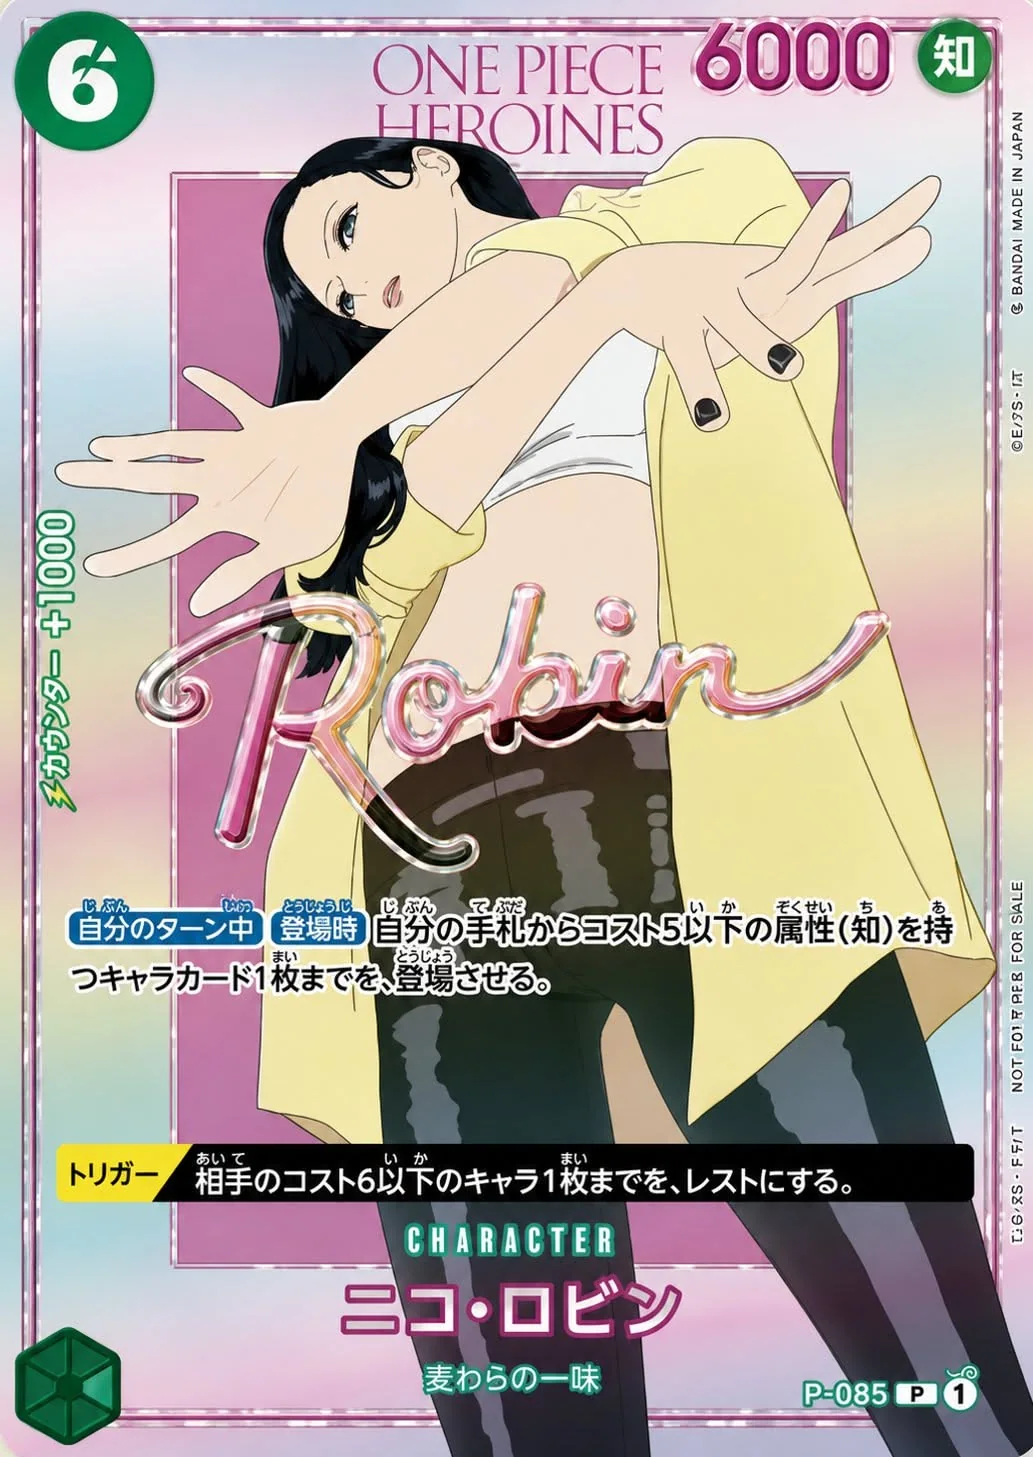 6
ONE PIECE
HEROINES
6000
知
© BANDAI MADE IN JAPAN
カウンター +1000
Robin
自分のターン中 登場時 自分の手札からコスト5以下の属性(知)を持
つキャラカード1枚までを、登場させる。
NOT FOR SALE
トリガー 相手のコスト6以下のキャラ1枚までを、レストにする。
CHARACTER
ニコ・ロビン
麦わらの一味
P-085 P 1